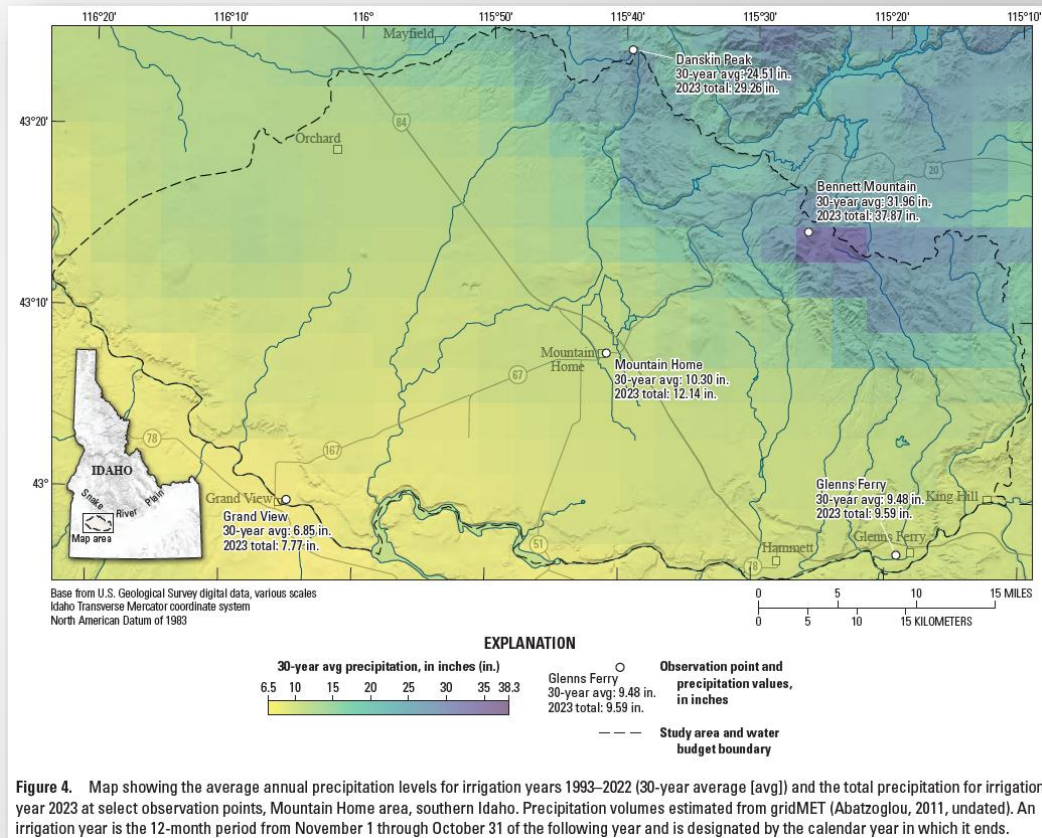 116°20'
116°10'
116°
115°50'
115°40'
115°30'
115°20'
115°10'
Mayfield
Danskin Peak
30-year avg: 24.51 in.
2023 total: 29.26 in.
43°20'
84
Orchard
20
Bennett Mountain
30-year avg: 31.96 in.
2023 total: 37.87 in.
43°10'
Mountain
Home
Mountain Home
30-year avg: 10.30 in.
2023 total: 12.14 in.
67
78
167
IDAHO
Snake
River
Plain
Map area
43°
Grand View
Grand View
30-year avg: 6.85 in.
2023 total: 7.77 in.
Glenns Ferry
30-year avg: 9.48 in.
2023 total: 9.59 in.
King Hill
51
Hammett
Glenns Ferry
78
Base from U.S. Geological Survey digital data, various scales
Idaho Transverse Mercator coordinate system
North American Datum of 1983
0 5 10 15 MILES
0 5 10 15 KILOMETERS
EXPLANATION
30-year avg precipitation, in inches (in.)
6.5 10 15 20 25 30 35 38.3
Glenns Ferry
30-year avg: 9.48 in.
2023 total: 9.59 in.
Observation point and
precipitation values,
in inches
Study area and water
budget boundary
Figure 4. Map showing the average annual precipitation levels for irrigation years 1993–2022 (30-year average [avg]) and the total precipitation for irrigation
year 2023 at select observation points, Mountain Home area, southern Idaho. Precipitation volumes estimated from gridMET (Abatzoglou, 2011, undated). An
irrigation year is the 12-month period from November 1 through October 31 of the following year and is designated by the calendar year in which it ends.